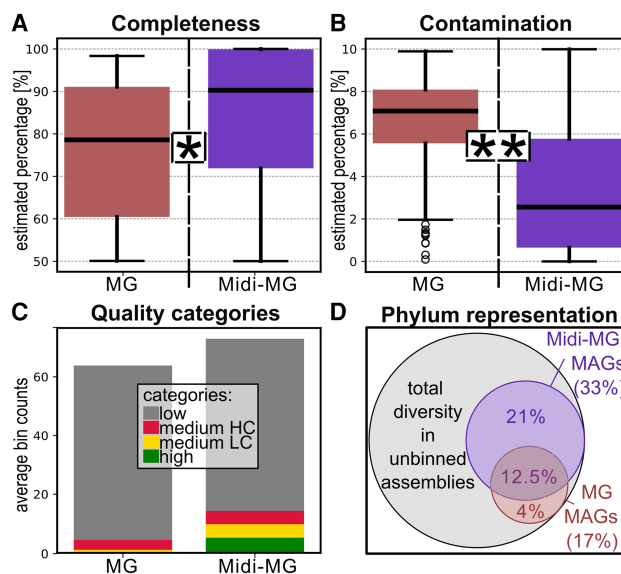 A Completeness
estimated percentage [%]
100
90
80
70
60
50
*
MG Midi-MG
B Contamination
estimated percentage [%]
10
8
6
4
2
0
**
MG Midi-MG
C Quality categories
average bin counts
60
40
20
0
categories:
low
medium HC
medium LC
high
MG Midi-MG
D Phylum representation
Midi-MG
MAGs
(33%)
total
diversity
in
unbinned
assemblies
21%
12.5%
4%
MG
MAGs
(17%)